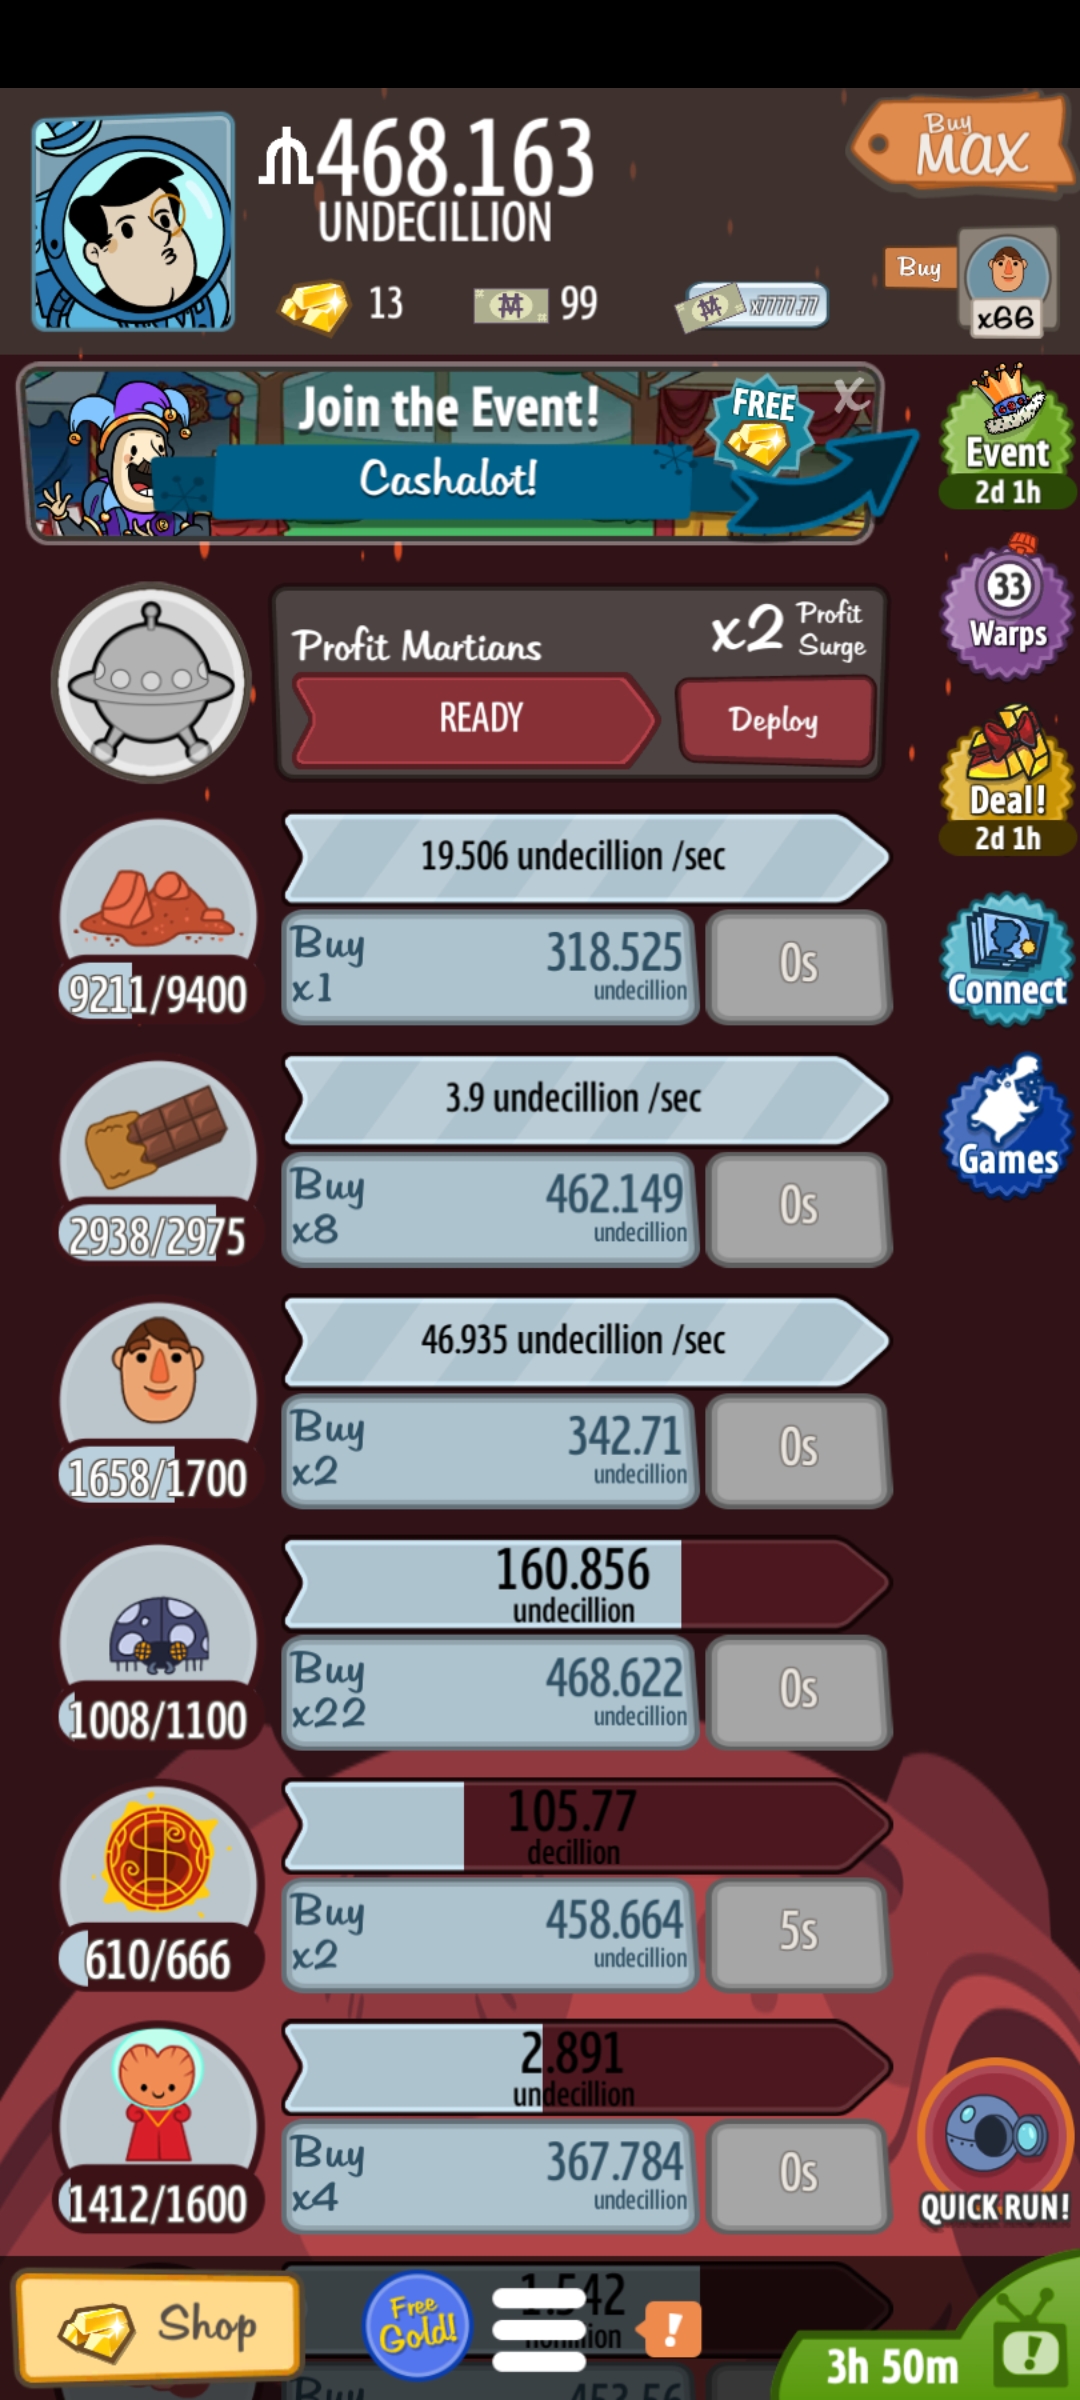 468.163
UNDECILLION
Buy
MAX
13
99
x7777.77
Buy
x66
Join the Event!
Cashalot!
FREE
X
Event
2d 1h
33
Warps
Profit Martians
x2 Profit Surge
READY
Deploy
Deal!
2d 1h
19.506 undecillion /sec
9211/9400
Buy
x1
318.525
undecillion
0s
Connect
3.9 undecillion /sec
2938/2975
Buy
x8
462.149
undecillion
0s
Games
46.935 undecillion /sec
1658/1700
Buy
x2
342.71
undecillion
0s
160.856
undecillion
1008/1100
Buy
x22
468.622
undecillion
0s
105.77
decillion
610/666
Buy
x2
458.664
undecillion
5s
2.891
undecillion
1412/1600
Buy
x4
367.784
undecillion
0s
QUICK RUN!
Shop
Free
Gold!
!
3h 50m
!
Buy